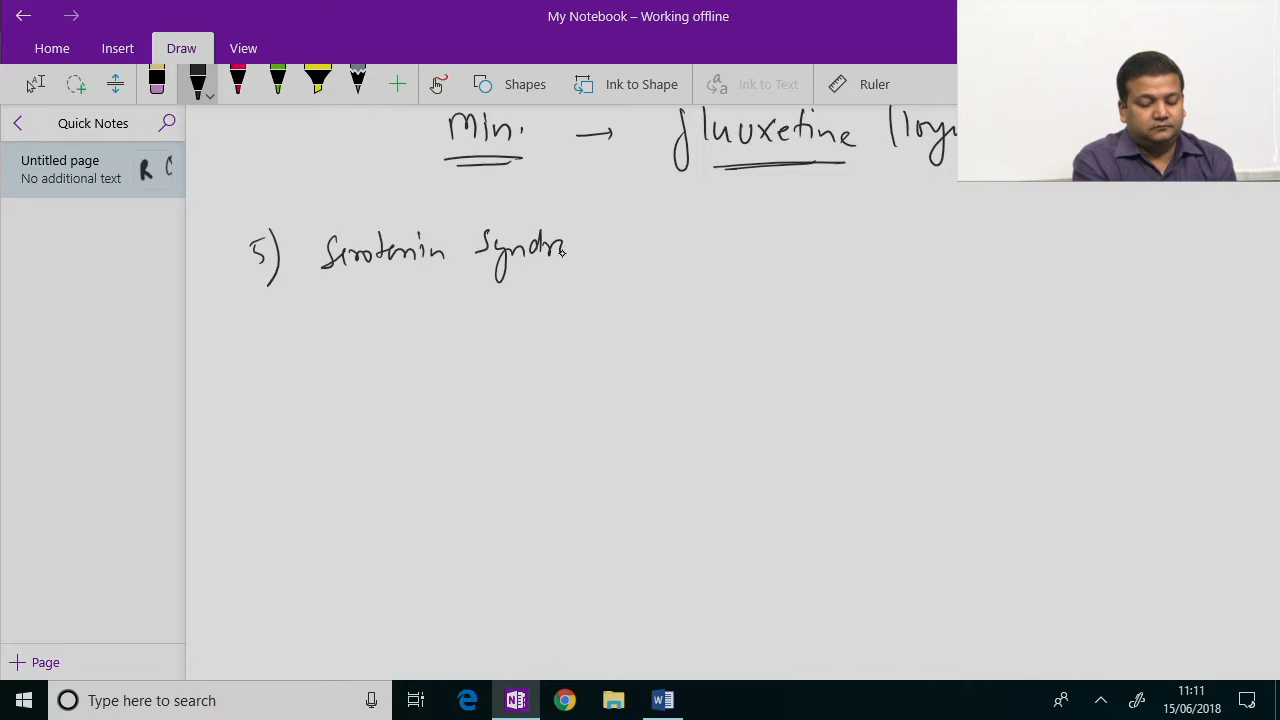 My Notebook – Working offline
Home Insert Draw View
Shapes Ink to Shape Ink to Text Ruler
Quick Notes
Untitled page
No additional text
Min. → fluoxetine
5) Serotonin Syndro
+ Page
Type here to search
11:11
15/06/2018